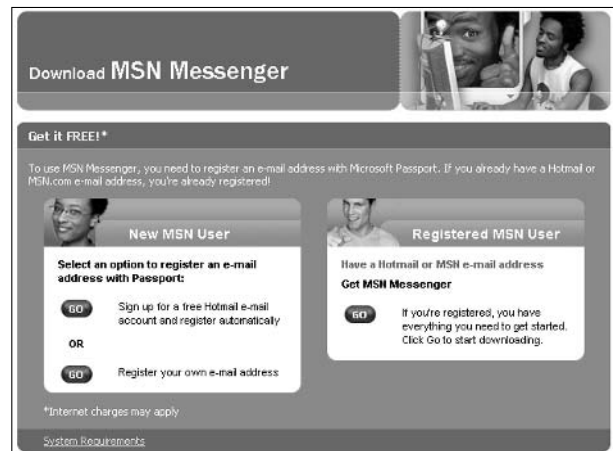 Download MSN Messenger
Get it FREE!*
To use MSN Messenger, you need to register an e-mail address with Microsoft Passport. If you already have a Hotmail or
MSN.com e-mail address, you're already registered!
New MSN User
Select an option to register an e-mail
address with Passport:
GO
Sign up for a free Hotmail e-mail
account and register automatically
OR
GO
Register your own e-mail address
Registered MSN User
Have a Hotmail or MSN e-mail address
Get MSN Messenger
GO
If you're registered, you have
everything you need to get started.
Click Go to start downloading.
*Internet charges may apply
System Requirements